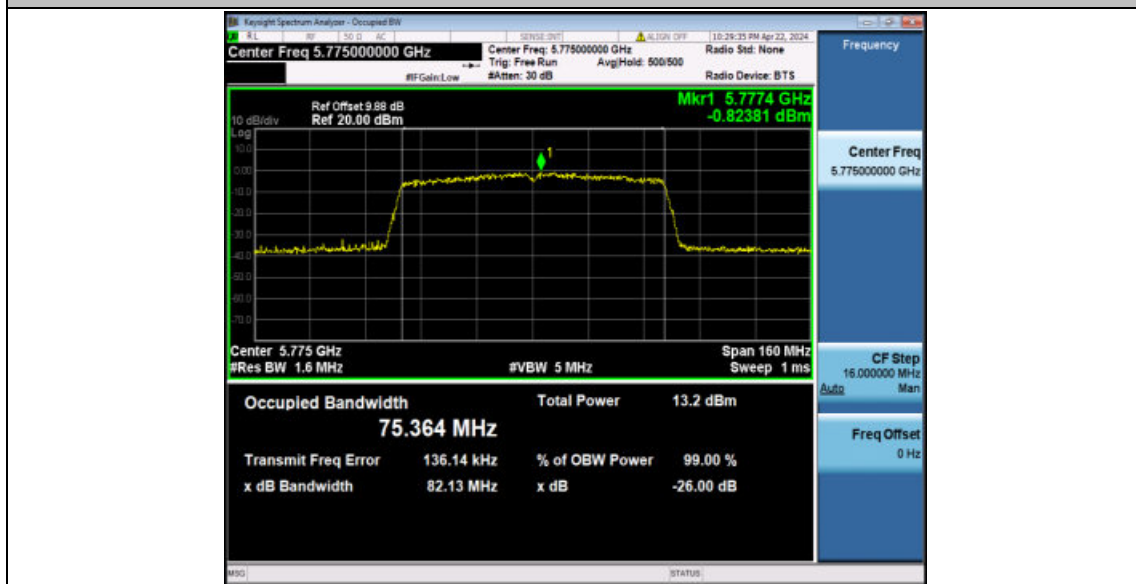 Keysight Spectrum Analyzer - Occupied BW
RL RF 50 Ω AC SENSE:INT ALIGN OFF 10:29:35 PM Apr 22, 2024
Center Freq 5.775000000 GHz Center Freq: 5.775000000 GHz Radio Std: None
Trig: Free Run Avg|Hold: 500/500
#IFGain:Low #Atten: 30 dB Radio Device: BTS
Frequency
Mkr1 5.7774 GHz
-0.82381 dBm
Ref Offset 9.88 dB
10 dB/div Ref 20.00 dBm
Log
10.0
0.00
-10.0
-20.0
-30.0
-40.0
-50.0
-60.0
-70.0
1
Center 5.775 GHz Span 160 MHz
#Res BW 1.6 MHz #VBW 5 MHz Sweep 1 ms
Occupied Bandwidth Total Power 13.2 dBm
75.364 MHz
Transmit Freq Error 136.14 kHz % of OBW Power 99.00 %
x dB Bandwidth 82.13 MHz x dB -26.00 dB
Center Freq
5.775000000 GHz
CF Step
16.000000 MHz
Auto Man
Freq Offset
0 Hz
MSG STATUS